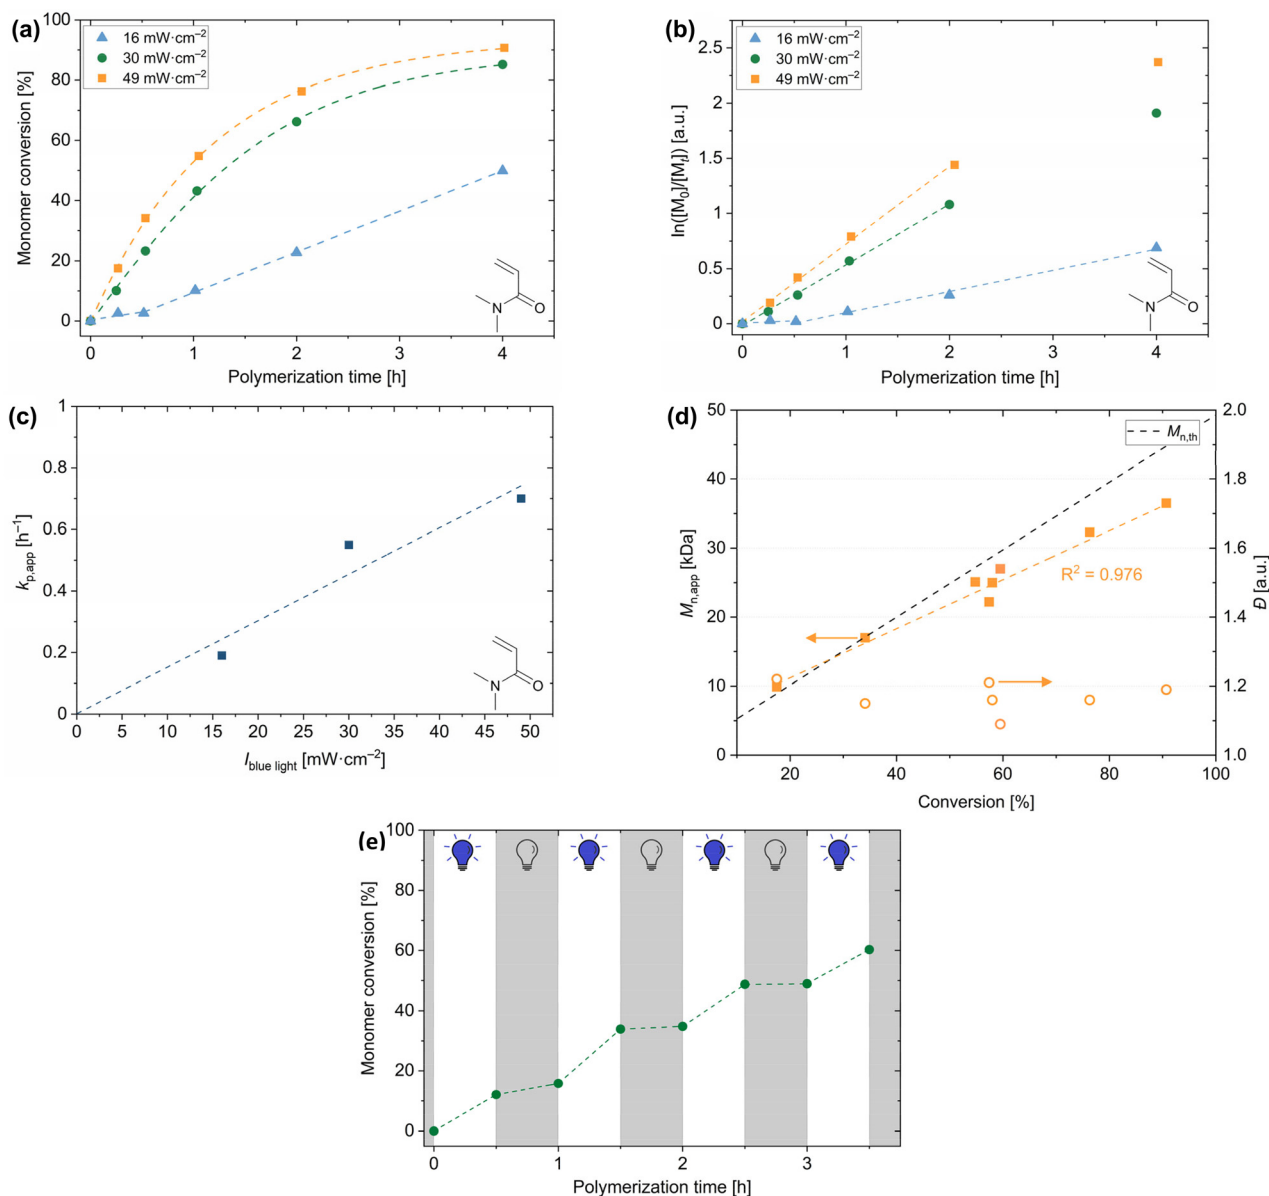 (a)
16 mW·cm⁻²
30 mW·cm⁻²
49 mW·cm⁻²
100
80
60
40
20
0
Monomer conversion [%]
0 1 2 3 4
Polymerization time [h]
N
O
(b)
16 mW·cm⁻²
30 mW·cm⁻²
49 mW·cm⁻²
2.5
2.0
1.5
1.0
0.5
0
ln([M₀]/[Mₜ]) [a.u.]
0 1 2 3 4
Polymerization time [h]
N
O
(c)
1
0.8
0.6
0.4
0.2
0
kp,app [h⁻¹]
0 5 10 15 20 25 30 35 40 45 50
Iblue light [mW·cm⁻²]
N
O
(d)
50
40
30
20
10
0
Mn,app [kDa]
Mn,th
R² = 0.976
2.0
1.8
1.6
1.4
1.2
1.0
Đ [a.u.]
20 40 60 80 100
Conversion [%]
(e)
100
80
60
40
20
0
Monomer conversion [%]
0 1 2 3
Polymerization time [h]